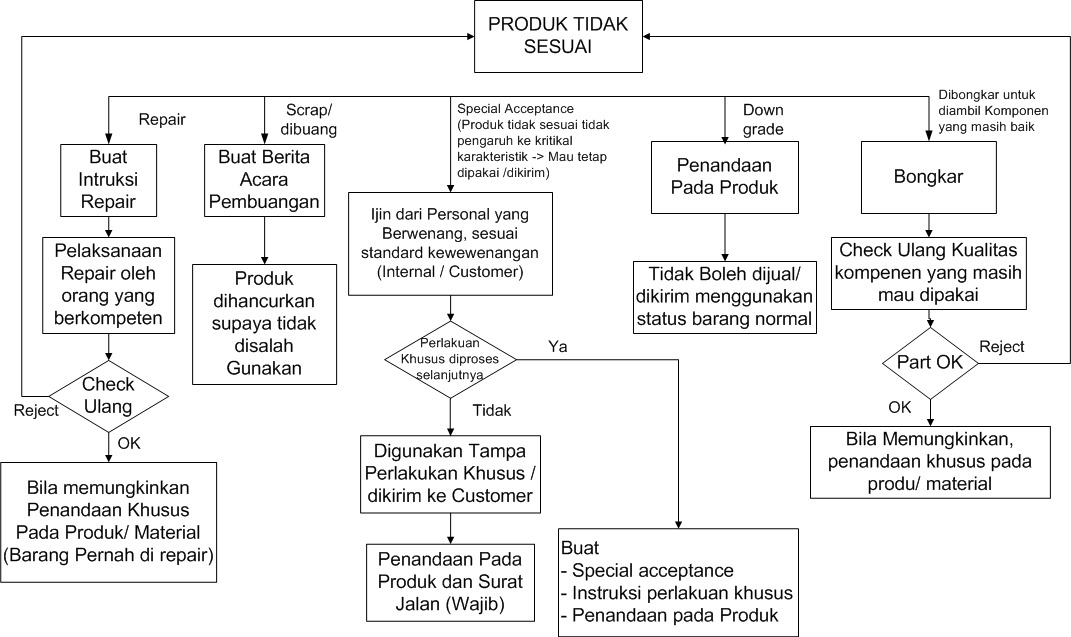 PRODUK TIDAK
SESUAI
Repair
Buat
Intruksi
Repair
Pelaksanaan
Repair oleh
orang yang
berkompeten
Check
Ulang
Reject
OK
Bila memungkinkan
Penandaan Khusus
Pada Produk/ Material
(Barang Pernah di repair)
Scrap/
dibuang
Buat Berita
Acara
Pembuangan
Produk
dihancurkan
supaya tidak
disalah
Gunakan
Special Acceptance
(Produk tidak sesuai tidak
pengaruh ke kritikal
karakteristik -> Mau tetap
dipakai /dikirim)
Ijin dari Personal yang
Berwenang, sesuai
standard kewewenangan
(Internal / Customer)
Perlakuan
Khusus diproses
selanjutnya
Ya
Tidak
Digunakan Tampa
Perlakukan Khusus /
dikirim ke Customer
Penandaan Pada
Produk dan Surat
Jalan (Wajib)
Buat
- Special acceptance
- Instruksi perlakuan khusus
- Penandaan pada Produk
Down
grade
Penandaan
Pada Produk
Tidak Boleh dijual/
dikirim menggunakan
status barang normal
Dibongkar untuk
diambil Komponen
yang masih baik
Bongkar
Check Ulang Kualitas
kompenen yang masih
mau dipakai
Part OK
Reject
OK
Bila Memungkinkan,
penandaan khusus pada
produ/ material